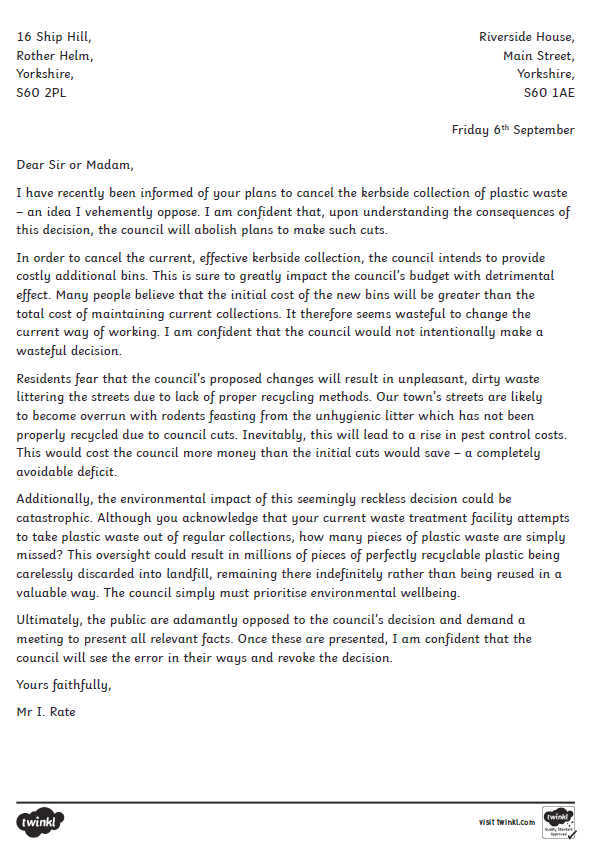 16 Ship Hill,
Rother Helm,
Yorkshire,
S60 2PL
Riverside House,
Main Street,
Yorkshire,
S60 1AE
Friday 6th September
Dear Sir or Madam,
I have recently been informed of your plans to cancel the kerbside collection of plastic waste
– an idea I vehemently oppose. I am confident that, upon understanding the consequences of
this decision, the council will abolish plans to make such cuts.
In order to cancel the current, effective kerbside collection, the council intends to provide
costly additional bins. This is sure to greatly impact the council's budget with detrimental
effect. Many people believe that the initial cost of the new bins will be greater than the
total cost of maintaining current collections. It therefore seems wasteful to change the
current way of working. I am confident that the council would not intentionally make a
wasteful decision.
Residents fear that the council's proposed changes will result in unpleasant, dirty waste
littering the streets due to lack of proper recycling methods. Our town's streets are likely
to become overrun with rodents feasting from the unhygienic litter which has not been
properly recycled due to council cuts. Inevitably, this will lead to a rise in pest control costs.
This would cost the council more money than the initial cuts would save – a completely
avoidable deficit.
Additionally, the environmental impact of this seemingly reckless decision could be
catastrophic. Although you acknowledge that your current waste treatment facility attempts
to take plastic waste out of regular collections, how many pieces of plastic waste are simply
missed? This oversight could result in millions of pieces of perfectly recyclable plastic being
carelessly discarded into landfill, remaining there indefinitely rather than being reused in a
valuable way. The council simply must prioritise environmental wellbeing.
Ultimately, the public are adamantly opposed to the council's decision and demand a
meeting to present all relevant facts. Once these are presented, I am confident that the
council will see the error in their ways and revoke the decision.
Yours faithfully,
Mr I. Rate
twinkl
visit twinkl.com
twinkl
Quality Standard
Approved